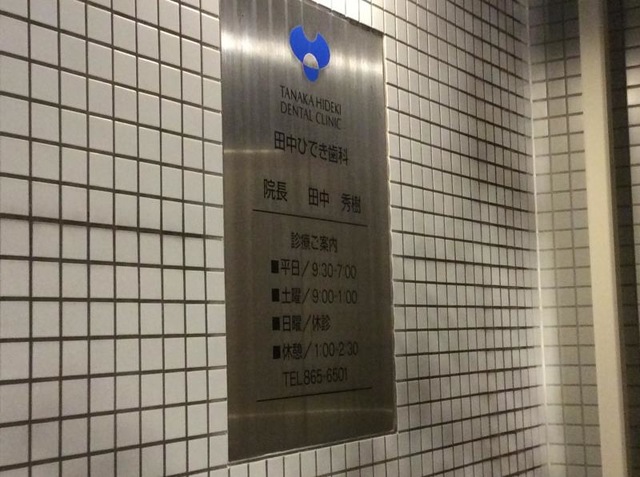 TANAKA HIDEKI
DENTAL CLINIC
田中ひでき歯科
院長 田中 秀樹
診療ご案内
■平日/9:30-7:00
■土曜/9:00-1:00
■日曜/休診
■休憩/1:00-2:30
TEL865-6501